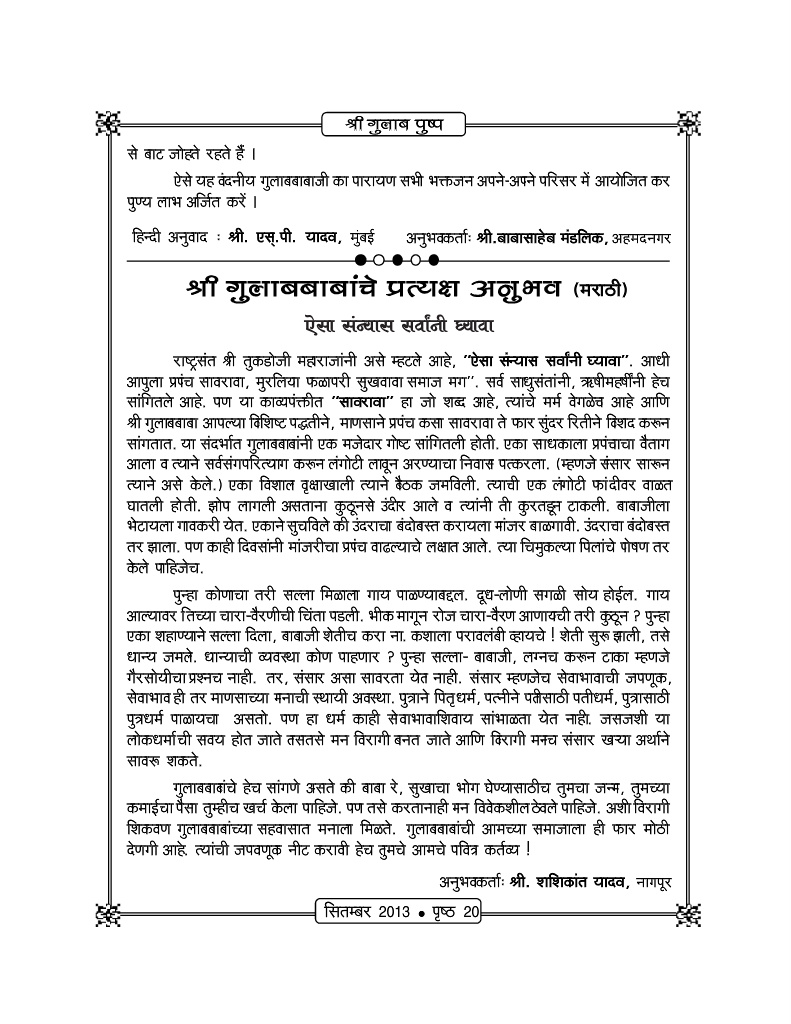 श्री गुलाब पुष्प
से बाट जोहते रहते हैं ।
ऐसे यह वंदनीय गुलाबबाबाजी का पारायण सभी भक्तजन अपने-अपने परिसर में आयोजित कर
पुण्य लाभ अर्जित करें ।
हिन्दी अनुवाद : श्री. एस्.पी. यादव, मुंबई अनुभवकर्ताः श्री.बाबासाहेब मंडलिक, अहमदनगर
श्री गुलाबबाबांचे प्रत्यक्ष अनुभव (मराठी)
ऐसा संन्यास सर्वांनी घ्यावा
राष्ट्रसंत श्री तुकडोजी महाराजांनी असे म्हटले आहे, ''ऐसा संन्यास सर्वांनी घ्यावा''. आधी
आपुला प्रपंच सावरावा, मुरलिया फळापरी सुखवावा समाज मग''. सर्व साधुसंतांनी, ऋषीमहर्षींनी हेच
सांगितले आहे. पण या काव्यपंक्तीत ''सावरावा'' हा जो शब्द आहे, त्यांचे मर्म वेगळेच आहे आणि
श्री गुलाबबाबा आपल्या विशिष्ट पद्धतीने, माणसाने प्रपंच कसा सावरावा ते फार सुंदर रितीने विशद करून
सांगतात. या संदर्भात गुलाबबाबांनी एक मजेदार गोष्ट सांगितली होती. एका साधकाला प्रपंचाचा वैताग
आला व त्याने सर्वसंगपरित्याग करून लंगोटी लावून अरण्याचा निवास पत्करला. (म्हणजे संसार सारून
त्याने असे केले.) एका विशाल वृक्षाखाली त्याने बैठक जमविली. त्याची एक लंगोटी फांदीवर वाळत
घातली होती. झोप लागली असताना कुठूनसे उंदीर आले व त्यांनी ती कुरतडून टाकली. बाबाजीला
भेटायला गावकरी येत. एकाने सुचविले की उंदराचा बंदोबस्त करायला मांजर बाळगावी. उंदराचा बंदोबस्त
तर झाला. पण काही दिवसांनी मांजरीचा प्रपंच वाढल्याचे लक्षात आले. त्या चिमुकल्या पिलांचे पोषण तर
केले पाहिजेच.
पुन्हा कोणाचा तरी सल्ला मिळाला गाय पाळण्याबद्दल. दूध-लोणी सगळी सोय होईल. गाय
आल्यावर तिच्या चारा-वैरणीची चिंता पडली. भीक मागून रोज चारा-वैरण आणायची तरी कुठून ? पुन्हा
एका शहाण्याने सल्ला दिला, बाबाजी शेतीच करा ना. कशाला परावलंबी व्हायचे ! शेती सुरू झाली, तसे
धान्य जमले. धान्याची व्यवस्था कोण पाहणार ? पुन्हा सल्ला- बाबाजी, लग्नच करून टाका म्हणजे
गैरसोयीचा प्रश्नच नाही. तर, संसार असा सावरता येत नाही. संसार म्हणजेच सेवाभावाची जपणूक,
सेवाभाव ही तर माणसाच्या मनाची स्थायी अवस्था. पुत्राने पितृधर्म, पत्नीने पतीसाठी पतीधर्म, पुत्रासाठी
पुत्रधर्म पाळायचा असतो. पण हा धर्म काही सेवाभावाशिवाय सांभाळता येत नाही. जसजशी या
लोकधर्माची सवय होत जाते तसतसे मन विरागी बनत जाते आणि विरागी मनच संसार खऱ्या अर्थाने
सावरू शकते.
गुलाबबाबांचे हेच सांगणे असते की बाबा रे, सुखाचा भोग घेण्यासाठीच तुमचा जन्म, तुमच्या
कमाईचा पैसा तुम्हीच खर्च केला पाहिजे. पण तसे करतानाही मन विवेकशील ठेवले पाहिजे. अशी विरागी
शिकवण गुलाबबाबांच्या सहवासात मनाला मिळते. गुलाबबाबांची आमच्या समाजाला ही फार मोठी
देणगी आहे. त्यांची जपवणूक नीट करावी हेच तुमचे आमचे पवित्र कर्तव्य !
अनुभवकर्ताः श्री. शशिकांत यादव, नागपूर
सितम्बर 2013 ● पृष्ठ 20